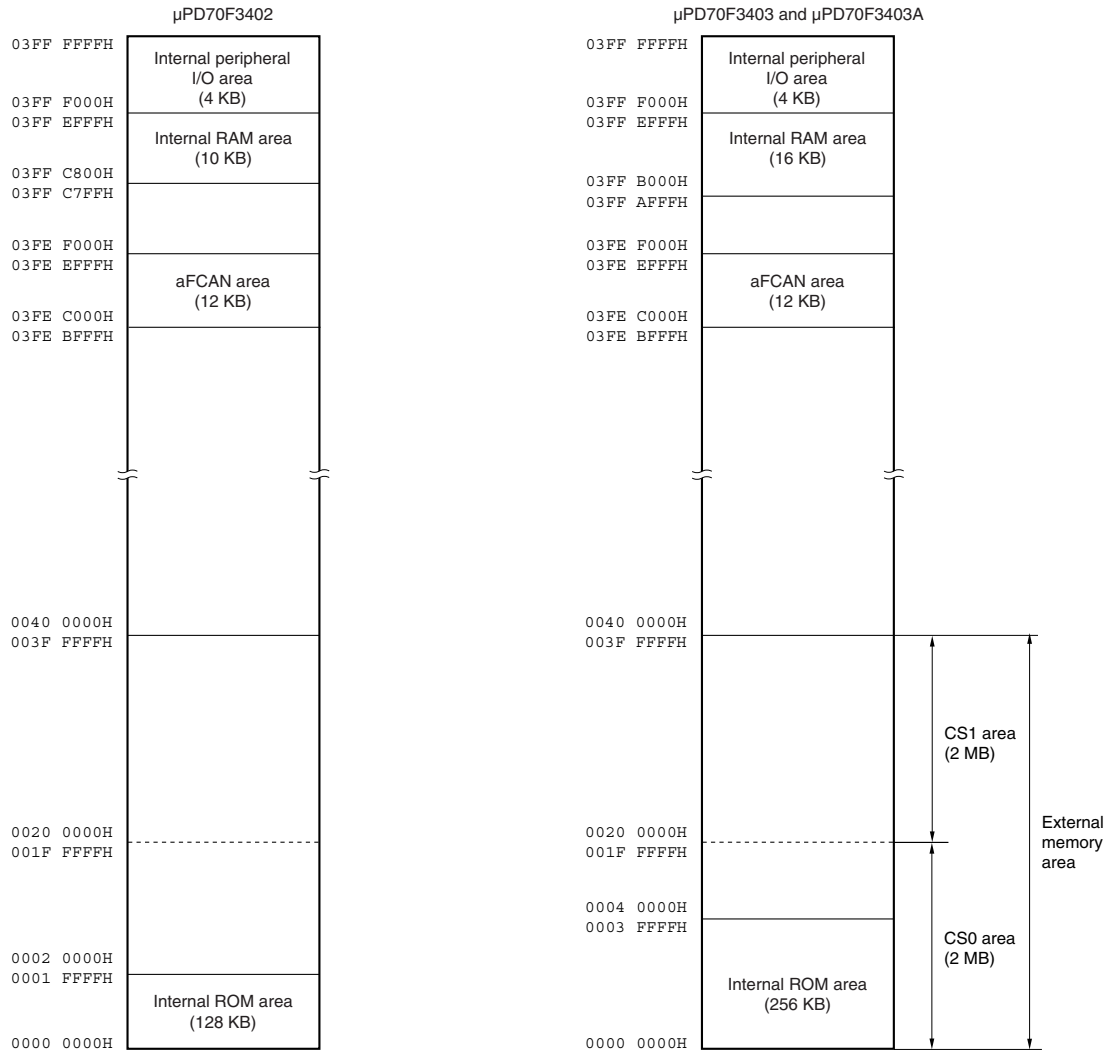 µPD70F3402
03FF FFFFH
Internal peripheral
I/O area
(4 KB)
03FF F000H
03FF EFFFH
Internal RAM area
(10 KB)
03FF C800H
03FF C7FFH
03FE F000H
03FE EFFFH
aFCAN area
(12 KB)
03FE C000H
03FE BFFFH
0040 0000H
003F FFFFH
0020 0000H
001F FFFFH
0002 0000H
0001 FFFFH
Internal ROM area
(128 KB)
0000 0000H
µPD70F3403 and µPD70F3403A
03FF FFFFH
Internal peripheral
I/O area
(4 KB)
03FF F000H
03FF EFFFH
Internal RAM area
(16 KB)
03FF B000H
03FF AFFFH
03FE F000H
03FE EFFFH
aFCAN area
(12 KB)
03FE C000H
03FE BFFFH
0040 0000H
003F FFFFH
CS1 area
(2 MB)
0020 0000H
001F FFFFH
External
memory
area
0004 0000H
0003 FFFFH
CS0 area
(2 MB)
Internal ROM area
(256 KB)
0000 0000H